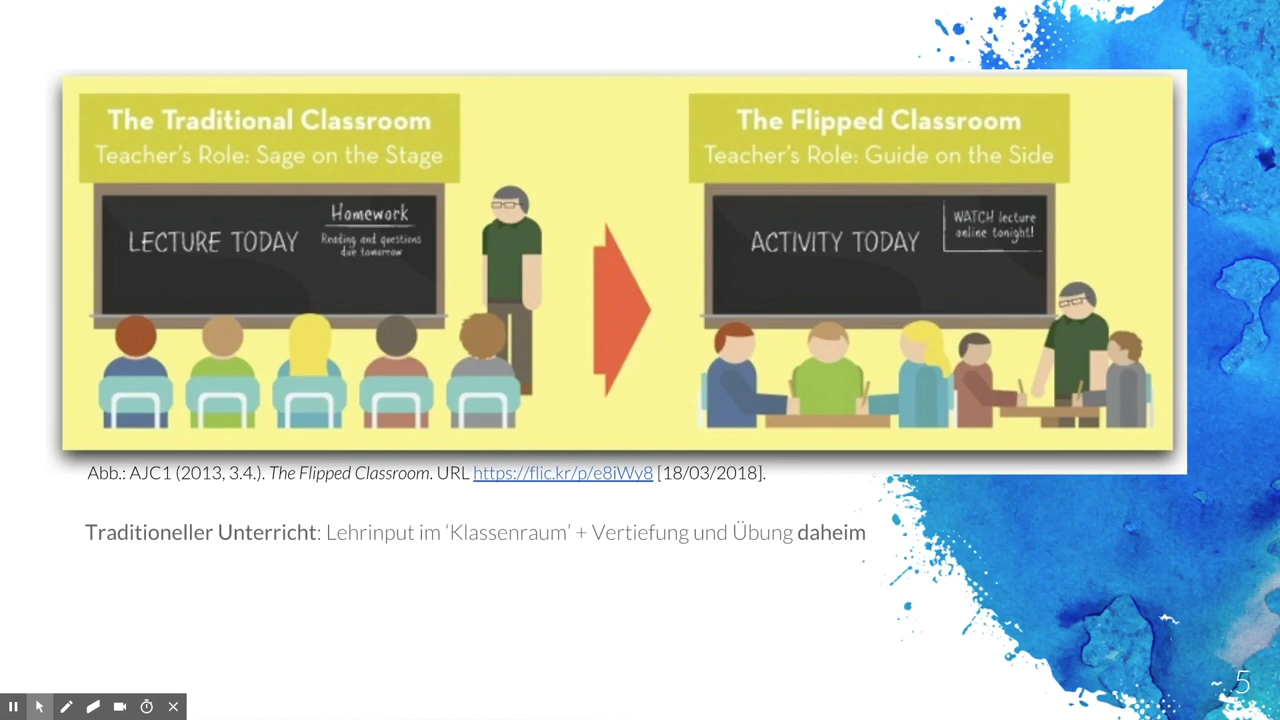 The Traditional Classroom
Teacher's Role: Sage on the Stage
LECTURE TODAY
Homework
Reading and questions
due tomorrow
The Flipped Classroom
Teacher's Role: Guide on the Side
ACTIVITY TODAY
WATCH lecture
online tonight!
Abb.: AJC1 (2013, 3.4.). The Flipped Classroom. URL https://flic.kr/p/e8iWy8 [18/03/2018].
Traditioneller Unterricht: Lehrinput im ‘Klassenraum’ + Vertiefung und Übung daheim
5